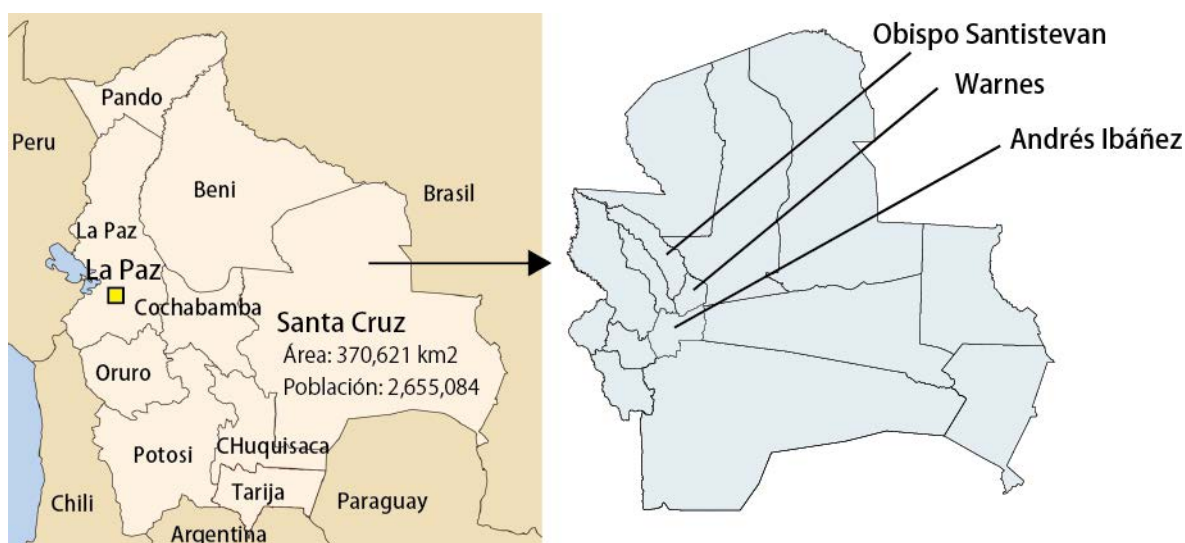 Pando
Peru
Beni
Brasil
La Paz
La Paz
Cochabamba
Santa Cruz
Área: 370,621 km2
Población: 2,655,084
Oruro
Potosi
CHuquisaca
Tarija
Chili
Paraguay
Argentina
Obispo Santistevan
Warnes
Andrés Ibáñez